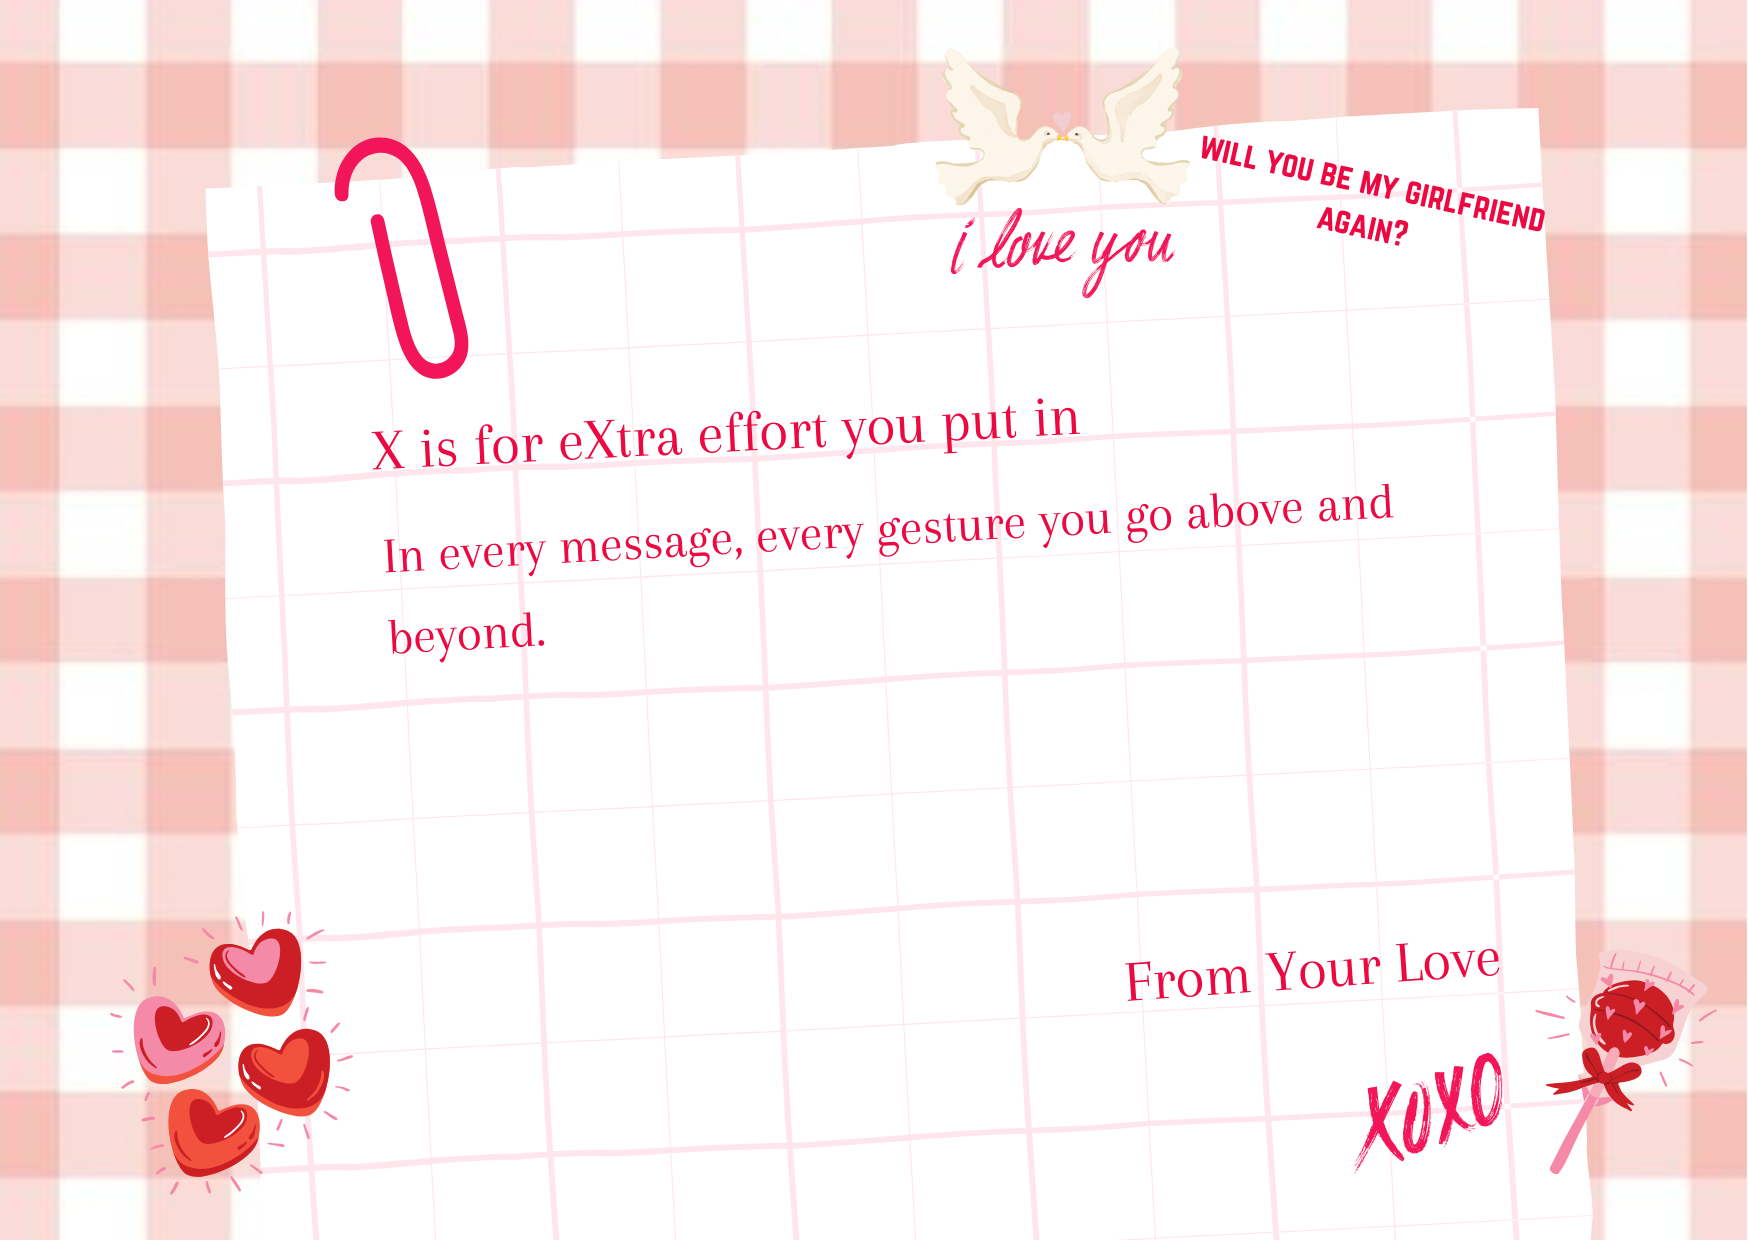 WILL YOU BE MY GIRLFRIEND
AGAIN?
i love you
X is for eXtra effort you put in
In every message, every gesture you go above and
beyond.
From Your Love
XOXO